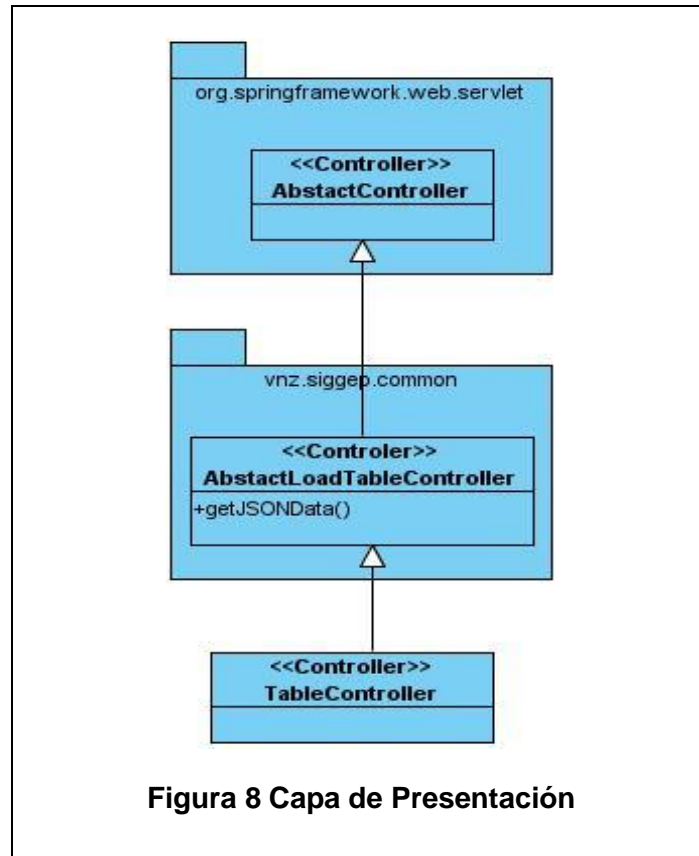 org.springframework.web.servlet
<<Controller>>
AbstactController
vnz.siggep.common
<<Controler>>
AbstactLoadTableController
+getJSONData()
<<Controller>>
TableController
Figura 8 Capa de Presentación